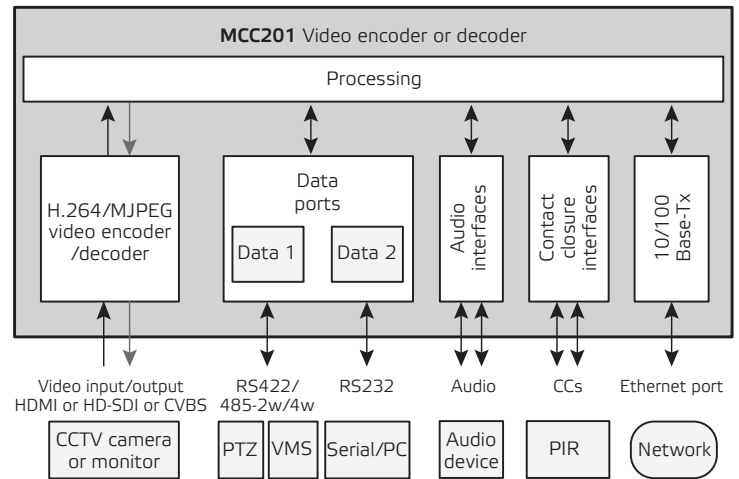 MCC201 Video encoder or decoder
Processing
H.264/MJPEG
video encoder
/decoder
Data
ports
Data 1
Data 2
Audio
interfaces
Contact
closure
interfaces
10/100
Base-Tx
Video input/output
HDMI or HD-SDI or CVBS
RS422/
485-2w/4w
RS232
Audio
CCs
Ethernet port
CCTV camera
or monitor
PTZ
VMS
Serial/PC
Audio
device
PIR
Network